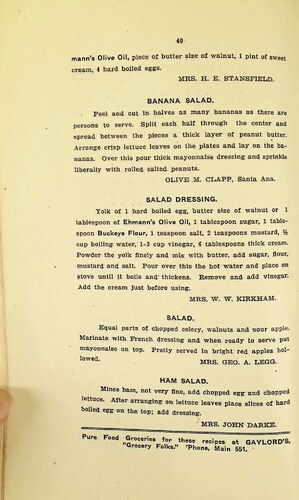 40
mann's Olive Oil, piece of butter size of walnut, 1 pint of sweet
cream, 4 hard boiled eggs.
MRS. H. E. STANSFIELD.
BANANA SALAD.
Peel and cut in halves as many bananas as there are
persons to serve. Split each half through the center and
spread between the pieces a thick layer of peanut butter.
Arrange crisp lettuce leaves on the plates and lay on the ba-
nanas. Over this pour thick mayonnaise dressing and sprinkle
liberally with rolled salted peanuts.
OLIVE M. CLAPP, Santa Ana.
SALAD DRESSING.
Yolk of 1 hard boiled egg, butter size of walnut or 1
tablespoon of Ehmann's Olive Oil, 1 tablespoon sugar, 1 table-
spoon Buckeye Flour, 1 teaspoon salt, 2 teaspoons mustard, ½
cup boiling water, 1-3 cup vinegar, 6 tablespoons thick cream.
Powder the yolk finely and mix with butter, add sugar, flour,
mustard and salt. Pour over this the hot water and place on
stove until it boils and thickens. Remove and add vinegar.
Add the cream just before using.
MRS. W. W. KIRKHAM.
SALAD.
Equal parts of chopped celery, walnuts and sour apple.
Marinate with French dressing and when ready to serve put
mayonnaise on top. Pretty served in bright red apples hol-
lowed. MRS. GEO. A. LEGG.
HAM SALAD.
Mince ham, not very fine, add chopped egg and chopped
lettuce. After arranging on lettuce leaves place slices of hard
boiled egg on the top; add dressing.
MRS. JOHN DARKE.
Pure Food Groceries for these recipes at GAYLORD'S,
"Grocery Folks." 'Phone, Main 551.